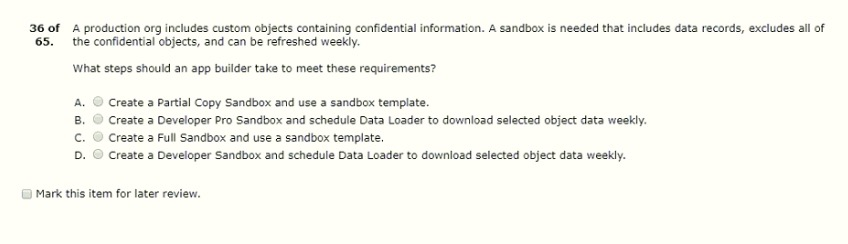 36 of A production org includes custom objects containing confidential information. A sandbox is needed that includes data records, excludes all of
65. the confidential objects, and can be refreshed weekly.
What steps should an app builder take to meet these requirements?
A. Create a Partial Copy Sandbox and use a sandbox template.
B. Create a Developer Pro Sandbox and schedule Data Loader to download selected object data weekly.
C. Create a Full Sandbox and use a sandbox template.
D. Create a Developer Sandbox and schedule Data Loader to download selected object data weekly.
Mark this item for later review.